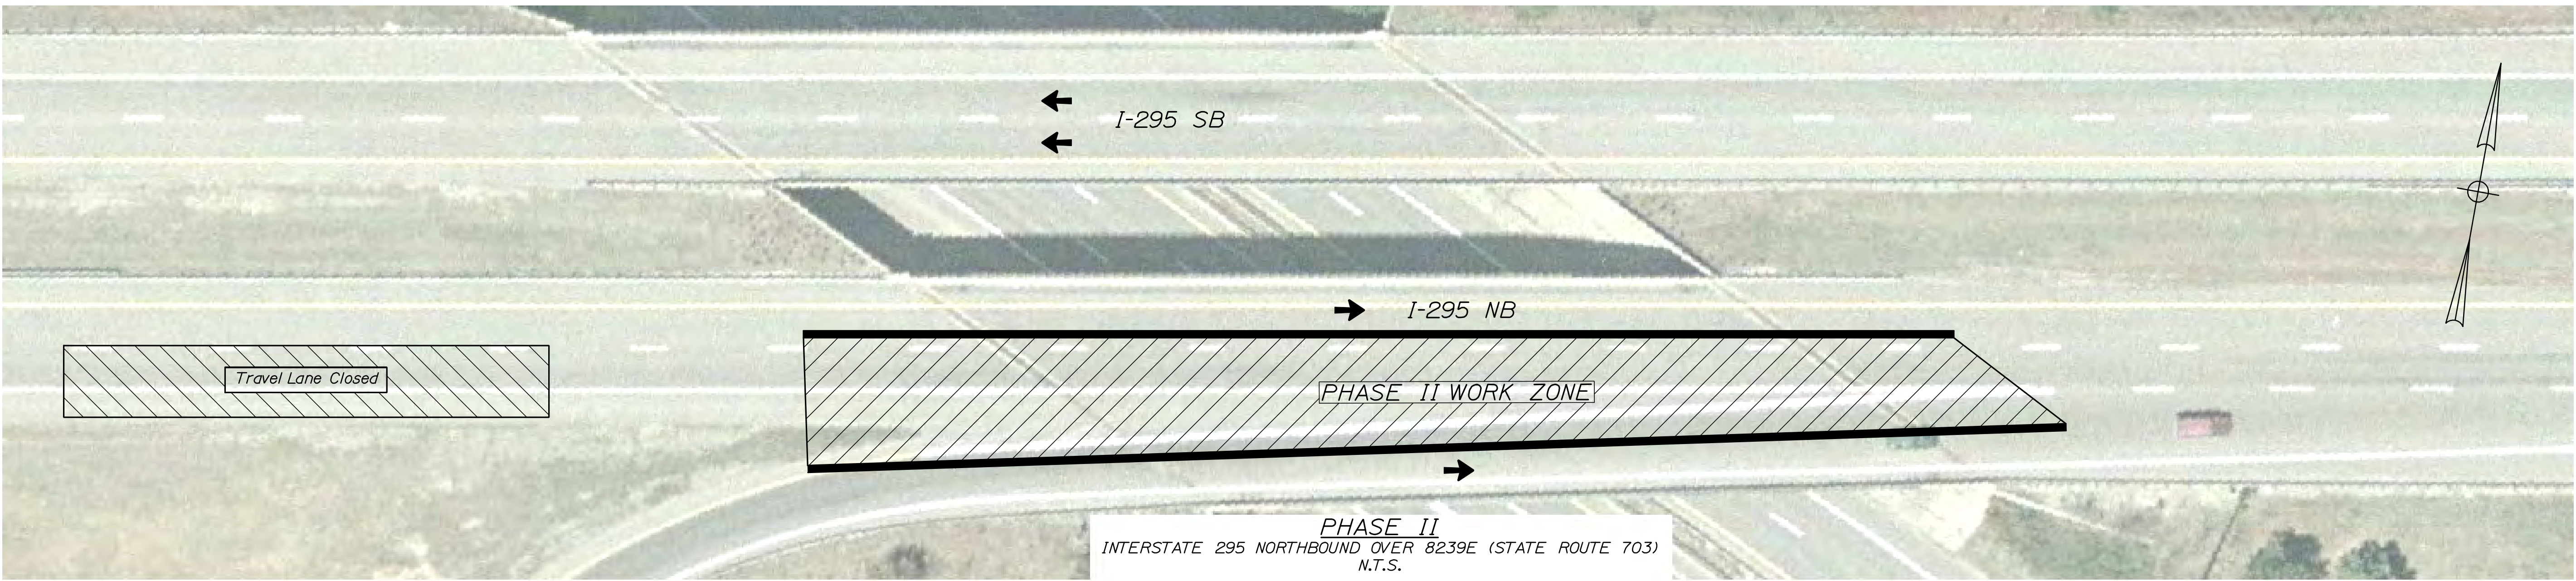 I-295 SB
I-295 NB
Travel Lane Closed
PHASE II WORK ZONE
PHASE II
INTERSTATE 295 NORTHBOUND OVER 8239E (STATE ROUTE 703)
N.T.S.